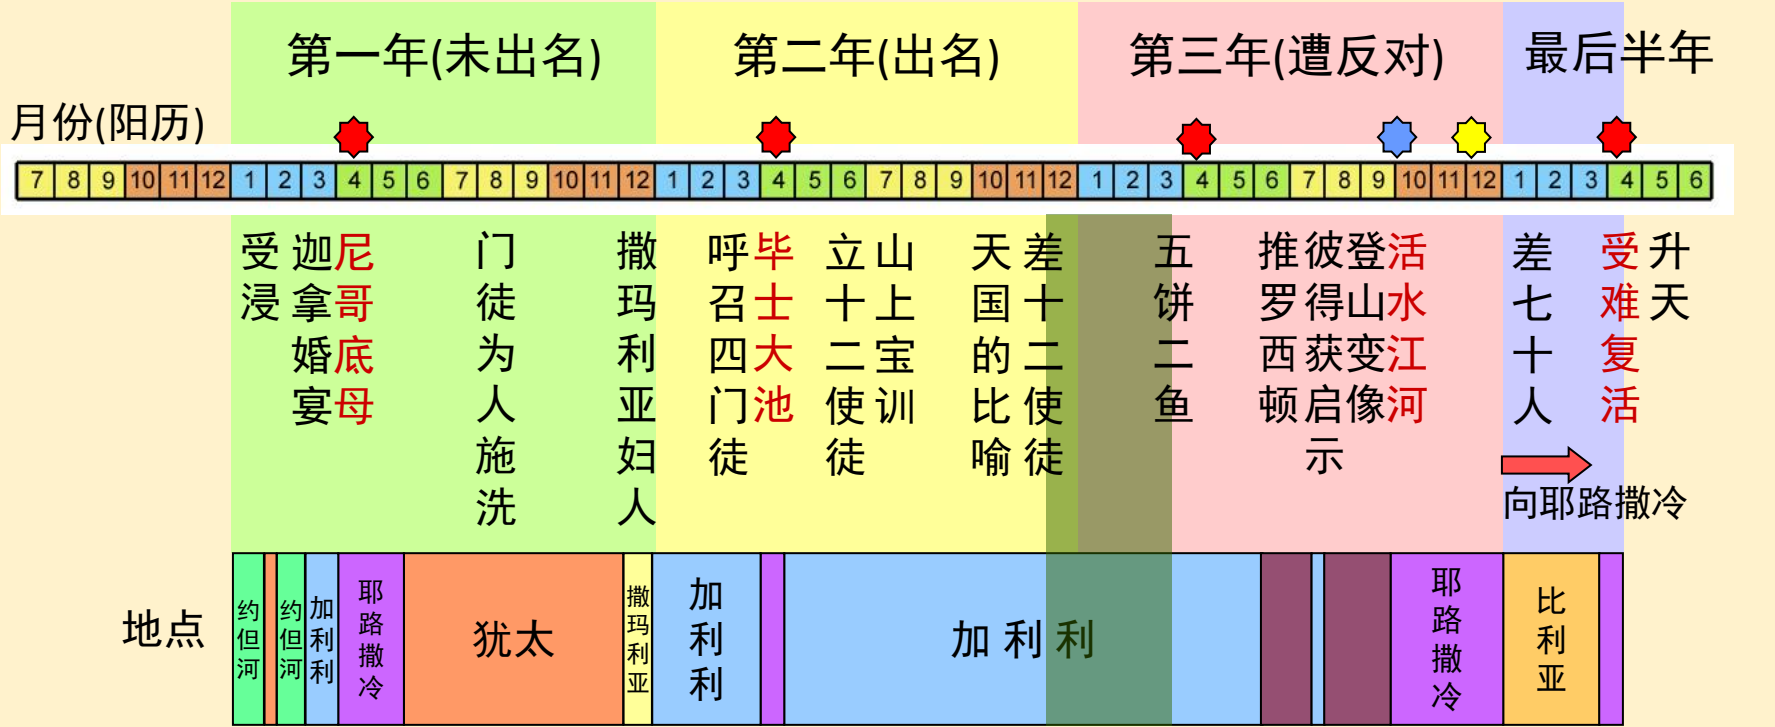 第一年(未出名)
第二年(出名)
第三年(遭反对)
最后半年
月份(阳历)
7 8 9 10 11 12 1 2 3 4 5 6 7 8 9 10 11 12 1 2 3 4 5 6 7 8 9 10 11 12 1 2 3 4 5 6 7 8 9 10 11 12 1 2 3 4 5 6
受浸
迦拿婚宴
尼哥底母
门徒为人施洗
撒玛利亚妇人
呼召四门徒
毕士大池
立十二使徒
山上宝训
天国的比喻
差十二使徒
五饼二鱼
推罗西顿
彼得获启示
登山变像
活水江河
差七十人
受难复活
升天
向耶路撒冷
地点
约但河
约但河
加利利
耶路撒冷
犹太
撒玛利亚
加利利
加利利
耶路撒冷
比利亚